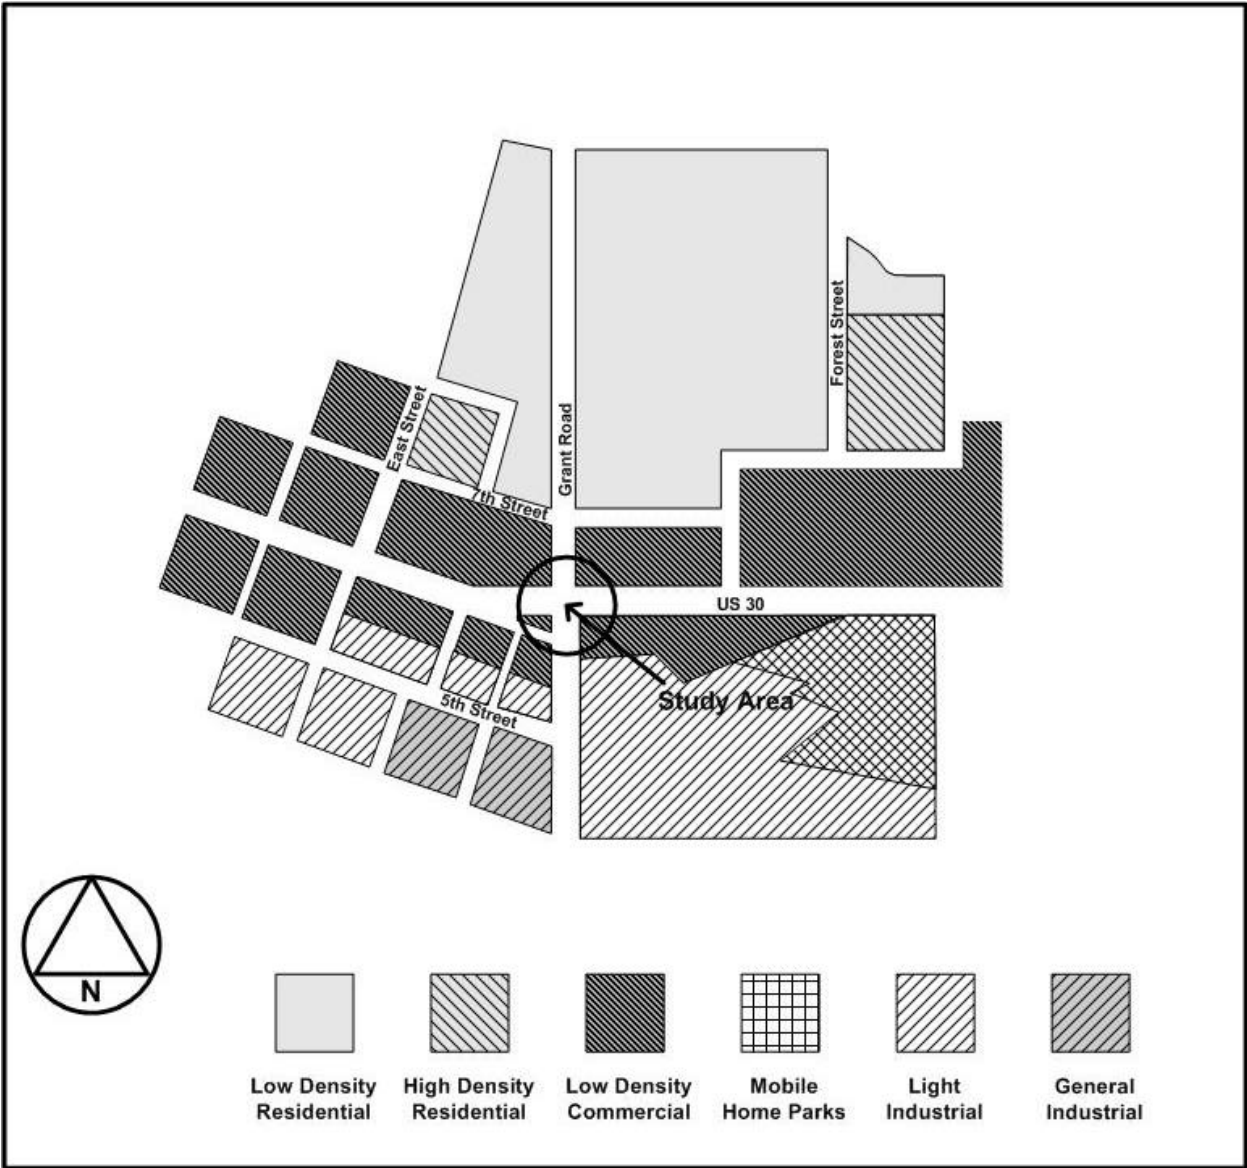 Forest Street
East Street
Grant Road
7th Street
US 30
Study Area
5th Street
N
Low Density
Residential
High Density
Residential
Low Density
Commercial
Mobile
Home Parks
Light
Industrial
General
Industrial